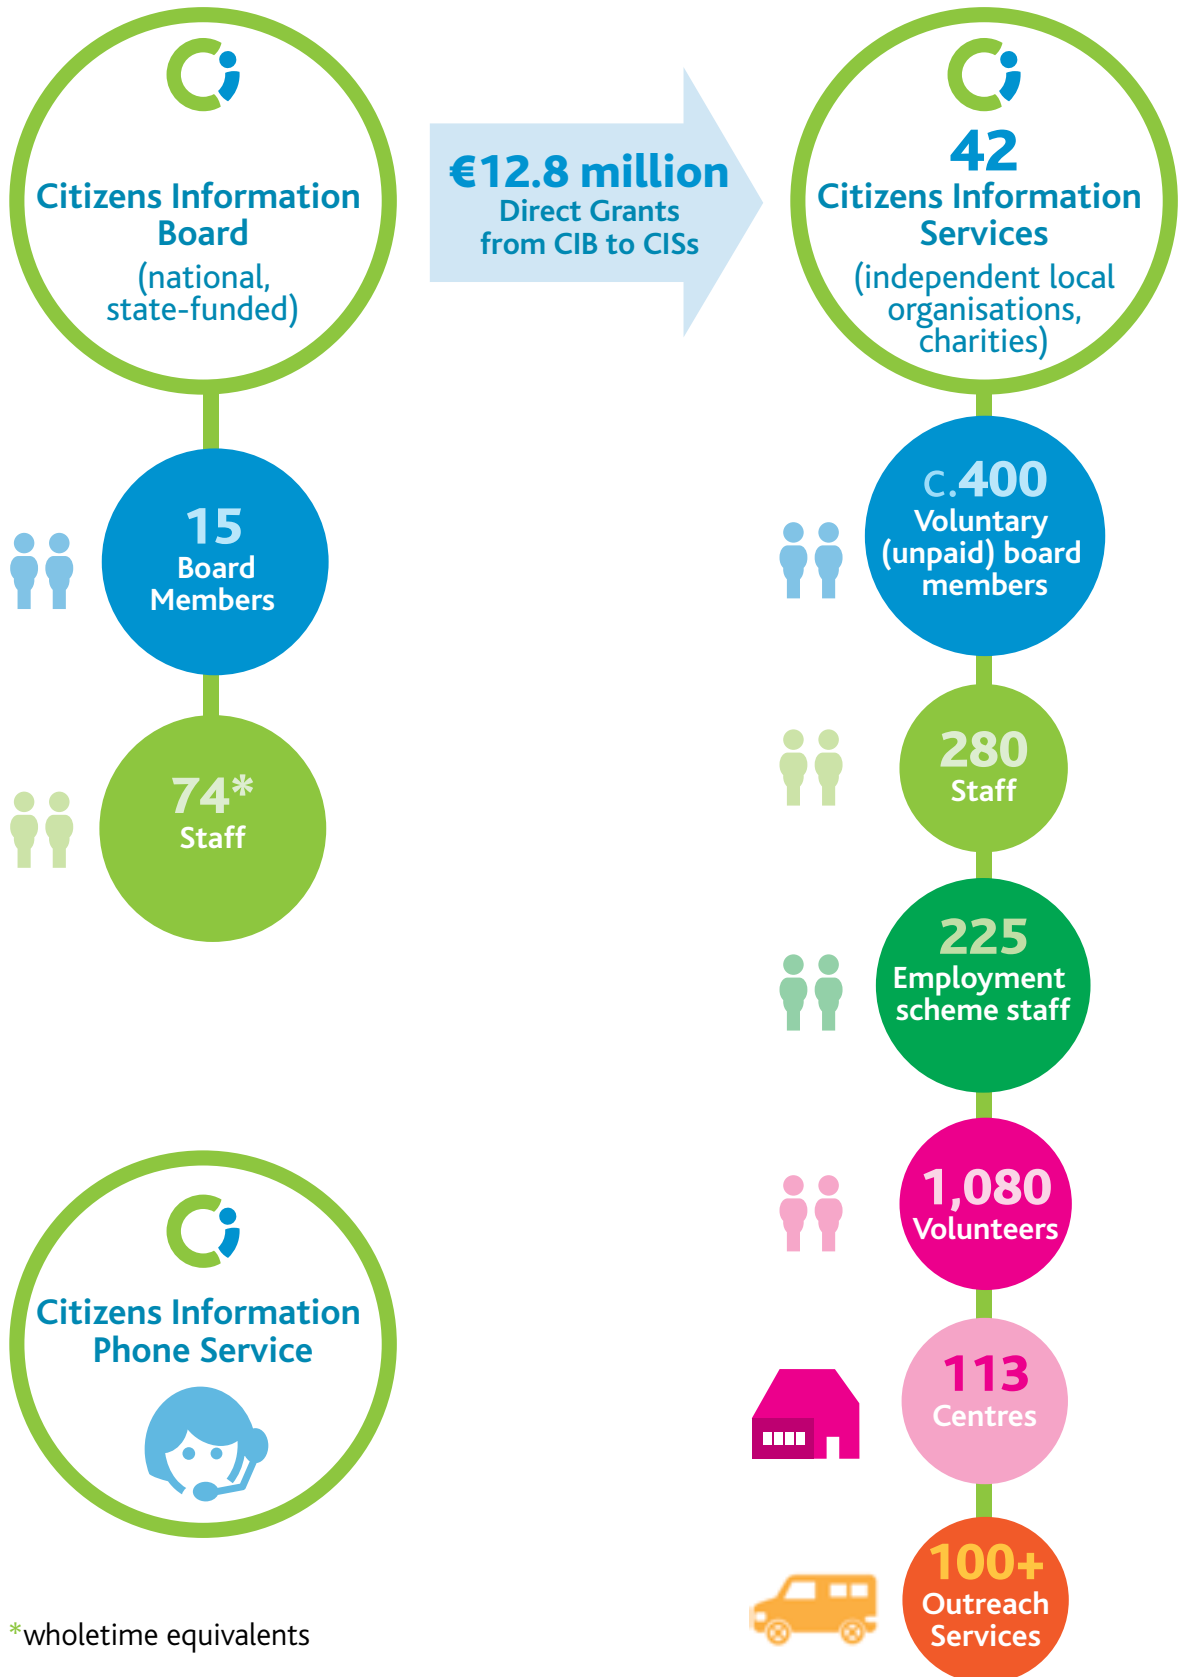 Citizens Information
Board
(national,
state-funded)
€12.8 million
Direct Grants
from CIB to CISs
42
Citizens Information
Services
(independent local
organisations,
charities)
15
Board
Members
74*
Staff
c.400
Voluntary
(unpaid) board
members
280
Staff
225
Employment
scheme staff
1,080
Volunteers
113
Centres
100+
Outreach
Services
Citizens Information
Phone Service
*wholetime equivalents